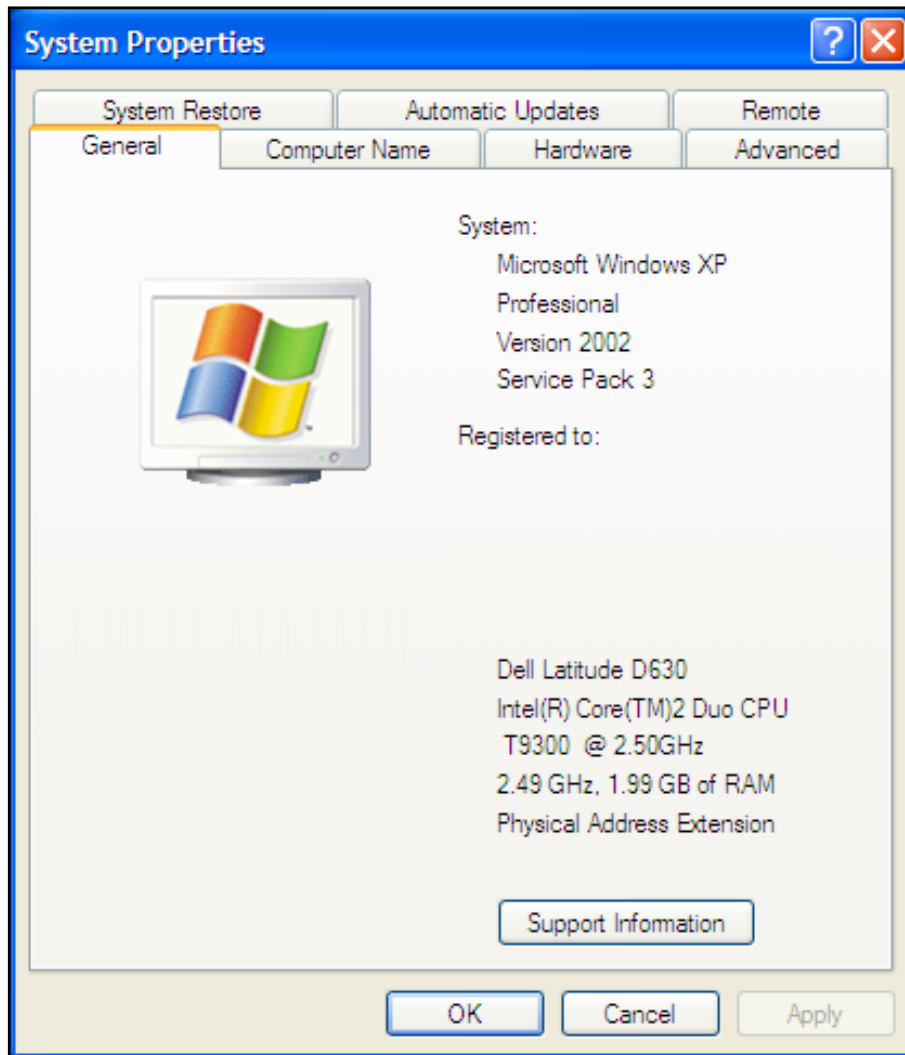 System Properties
?
System Restore Automatic Updates Remote
General Computer Name Hardware Advanced
System:
Microsoft Windows XP
Professional
Version 2002
Service Pack 3
Registered to:
Dell Latitude D630
Intel(R) Core(TM)2 Duo CPU
T9300 @ 2.50GHz
2.49 GHz, 1.99 GB of RAM
Physical Address Extension
Support Information
OK Cancel Apply